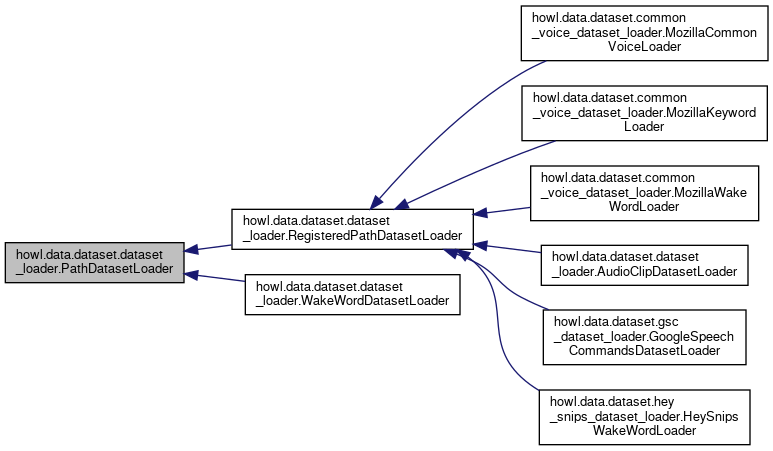 howl.data.dataset.common
_voice_dataset_loader.MozillaCommon
VoiceLoader
howl.data.dataset.common
_voice_dataset_loader.MozillaKeyword
Loader
howl.data.dataset.common
_voice_dataset_loader.MozillaWake
WordLoader
howl.data.dataset.dataset
_loader.RegisteredPathDatasetLoader
howl.data.dataset.dataset
_loader.PathDatasetLoader
howl.data.dataset.dataset
_loader.AudioClipDatasetLoader
howl.data.dataset.dataset
_loader.WakeWordDatasetLoader
howl.data.dataset.gsc
_dataset_loader.GoogleSpeech
CommandsDatasetLoader
howl.data.dataset.hey
_snips_dataset_loader.HeySnips
WakeWordLoader